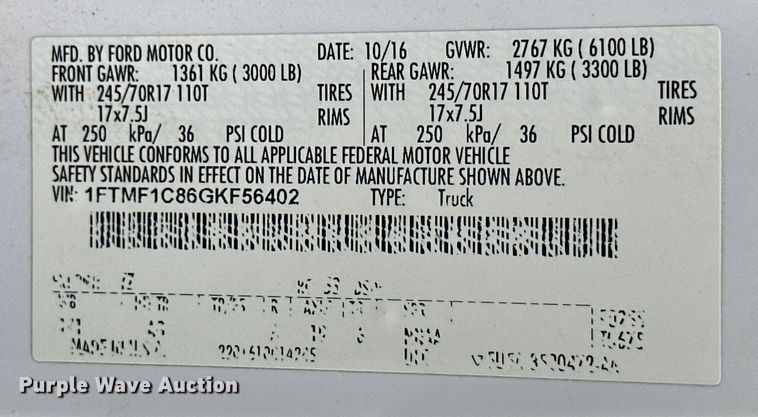 MFD. BY FORD MOTOR CO. DATE: 10/16 GVWR: 2767 KG ( 6100 LB)
FRONT GAWR: 1361 KG ( 3000 LB) REAR GAWR: 1497 KG ( 3300 LB)
WITH 245/70R17 110T TIRES WITH 245/70R17 110T TIRES
17x7.5J RIMS 17x7.5J RIMS
AT 250 kPa/ 36 PSI COLD AT 250 kPa/ 36 PSI COLD
THIS VEHICLE CONFORMS TO ALL APPLICABLE FEDERAL MOTOR VEHICLE
SAFETY STANDARDS IN EFFECT ON THE DATE OF MANUFACTURE SHOWN ABOVE.
VIN: 1FTMF1C86GKF56402 TYPE: Truck
Purple Wave Auction